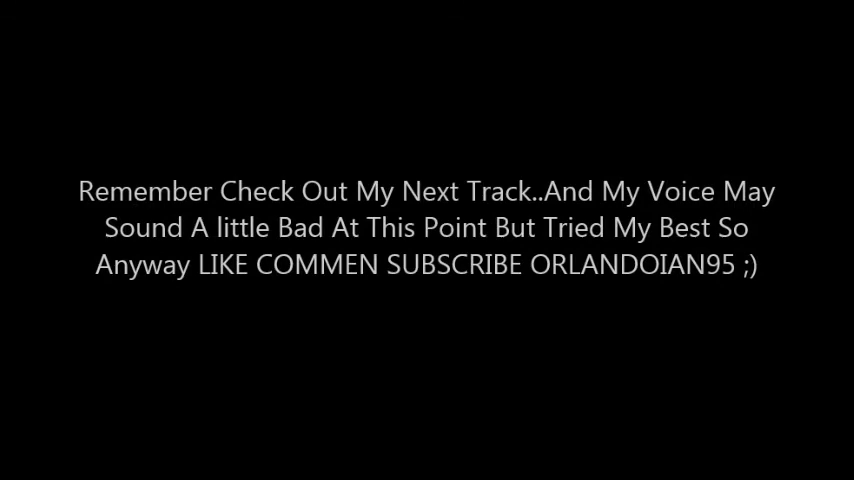 Remember Check Out My Next Track..And My Voice May
Sound A little Bad At This Point But Tried My Best So
Anyway LIKE COMMEN SUBSCRIBE ORLANDOIAN95 ;)